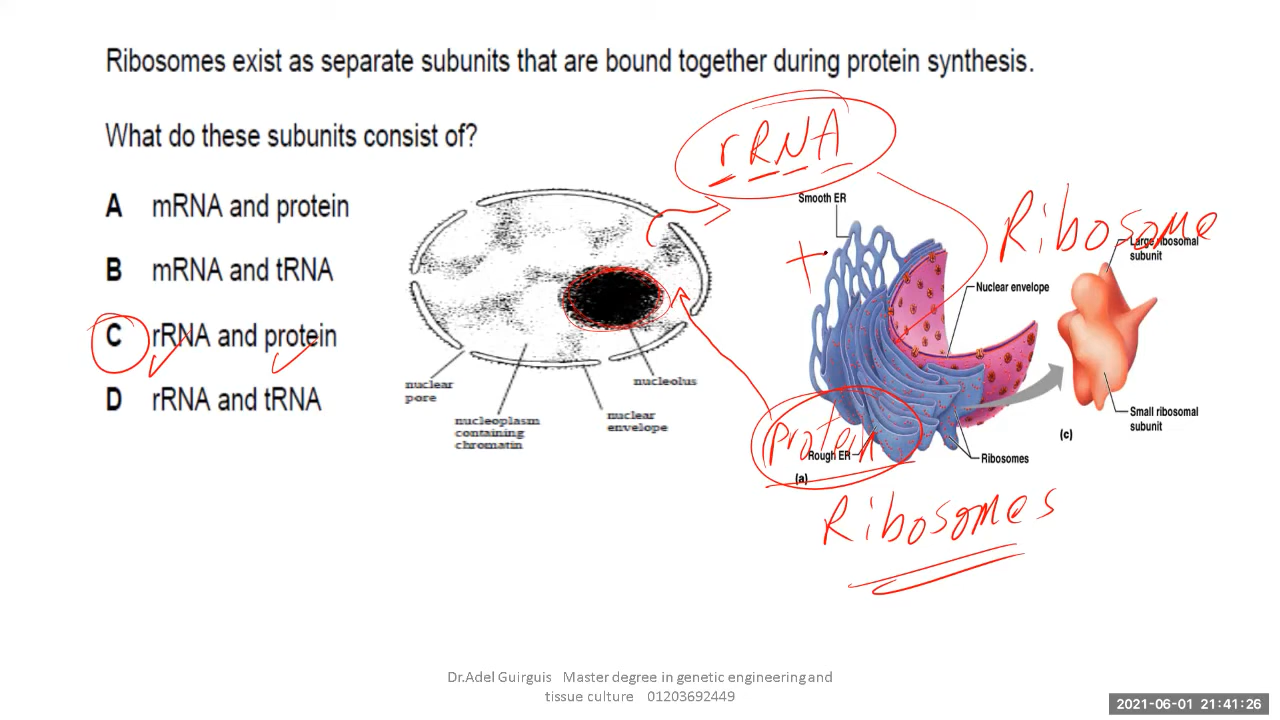 Ribosomes exist as separate subunits that are bound together during protein synthesis.
What do these subunits consist of?
A mRNA and protein
B mRNA and tRNA
C rRNA and protein
D rRNA and tRNA
rRNA
Ribosome
+
protein
Ribosomes
nuclear
pore
nucleoplasm
containing
chromatin
nuclear
envelope
nucleolus
Smooth ER
Nuclear envelope
Rough ER
Ribosomes
(a)
Large ribosomal
subunit
Small ribosomal
subunit
(c)
Dr.Adel Guirguis Master degree in genetic engineering and
tissue culture 01203692449
2021-06-01 21:41:26